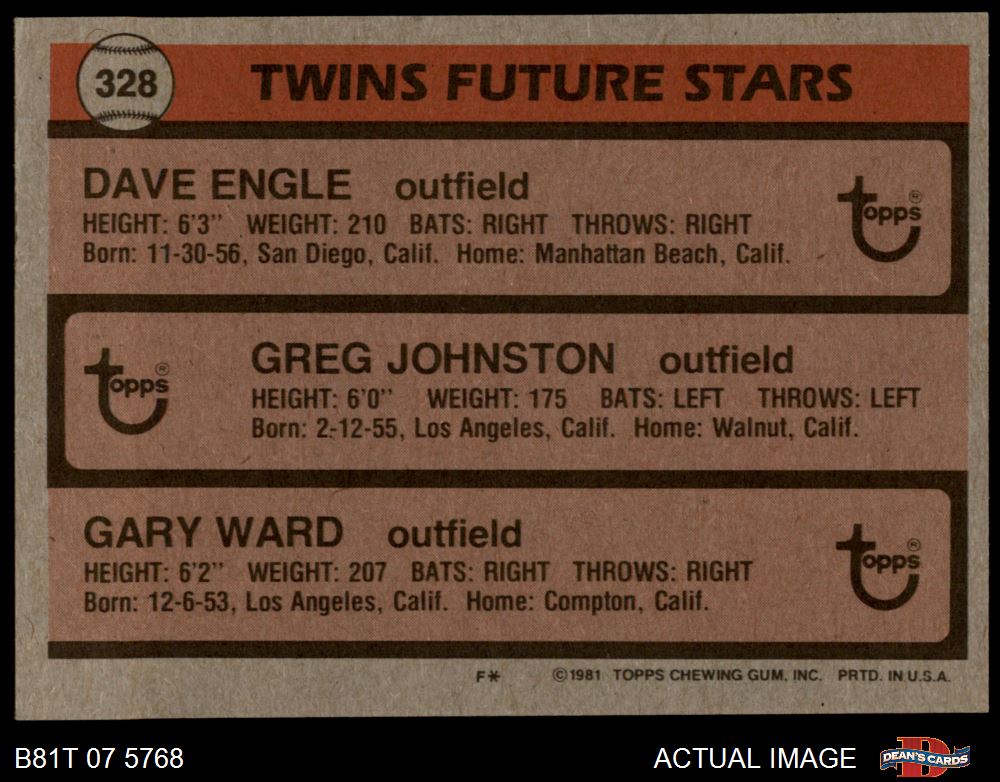 328
TWINS FUTURE STARS
DAVE ENGLE outfield
HEIGHT: 6'3" WEIGHT: 210 BATS: RIGHT THROWS: RIGHT
Born: 11-30-56, San Diego, Calif. Home: Manhattan Beach, Calif.
topps®
topps®
GREG JOHNSTON outfield
HEIGHT: 6'0" WEIGHT: 175 BATS: LEFT THROWS: LEFT
Born: 2-12-55, Los Angeles, Calif. Home: Walnut, Calif.
GARY WARD outfield
HEIGHT: 6'2" WEIGHT: 207 BATS: RIGHT THROWS: RIGHT
Born: 12-6-53, Los Angeles, Calif. Home: Compton, Calif.
topps®
F* ©1981 TOPPS CHEWING GUM, INC. PRTD. IN U.S.A.
B81T 07 5768 ACTUAL IMAGE DEAN'S CARDS